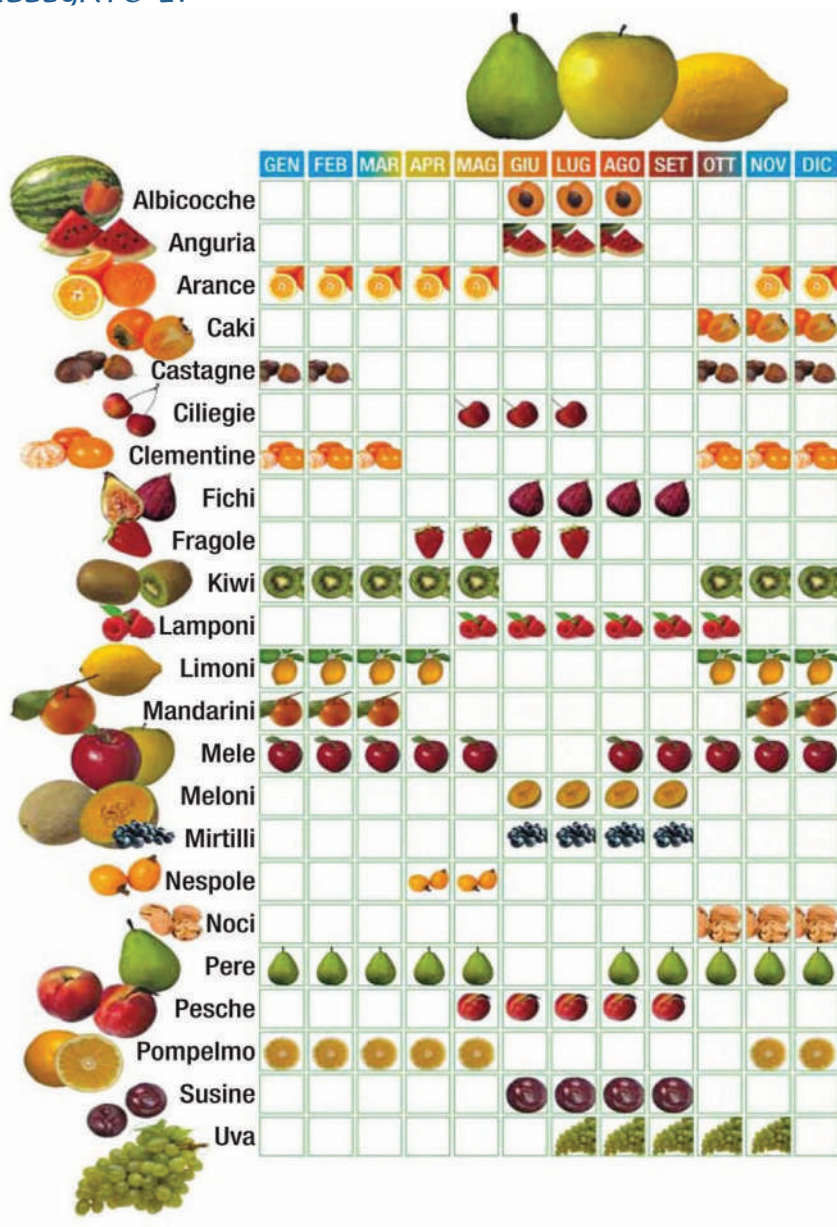 GEN FEB MAR APR MAG GIU LUG AGO SET OTT NOV DIC
Albicocche
Anguria
Arance
Caki
Castagne
Ciliegie
Clementine
Fichi
Fragole
Kiwi
Lamponi
Limoni
Mandarini
Mele
Meloni
Mirtilli
Nespole
Noci
Pere
Pesche
Pompelmo
Susine
Uva